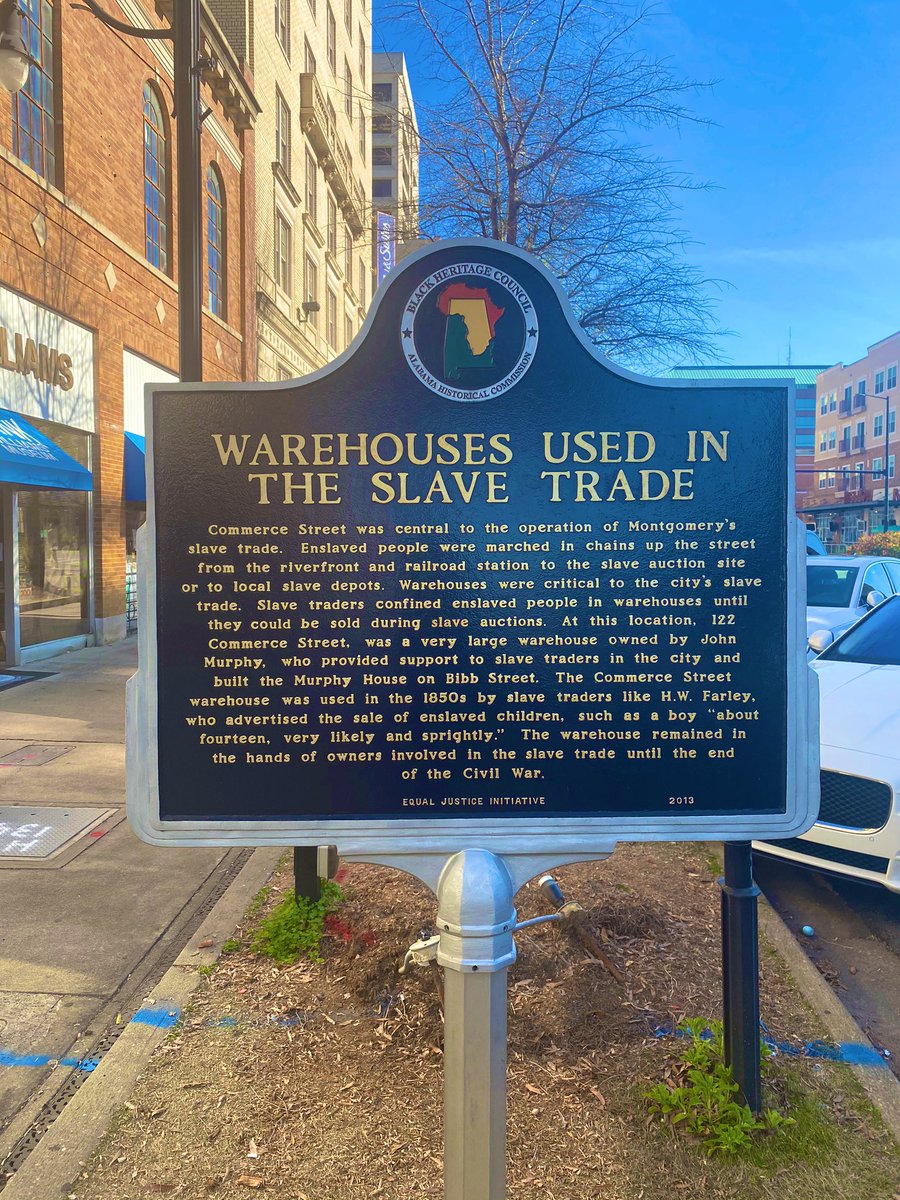 BLACK HERITAGE COUNCIL
ALABAMA HISTORICAL COMMISSION
WAREHOUSES USED IN
THE SLAVE TRADE
Commerce Street was central to the operation of Montgomery's
slave trade. Enslaved people were marched in chains up the street
from the riverfront and railroad station to the slave auction site
or to local slave depots. Warehouses were critical to the city's slave
trade. Slave traders confined enslaved people in warehouses until
they could be sold during slave auctions. At this location, 122
Commerce Street, was a very large warehouse owned by John
Murphy, who provided support to slave traders in the city and
built the Murphy House on Bibb Street. The Commerce Street
warehouse was used in the 1850s by slave traders like H.W. Farley,
who advertised the sale of enslaved children, such as a boy "about
fourteen, very likely and sprightly." The warehouse remained in
the hands of owners involved in the slave trade until the end
of the Civil War.
EQUAL JUSTICE INITIATIVE 2013
LIAMS
MUSEUM